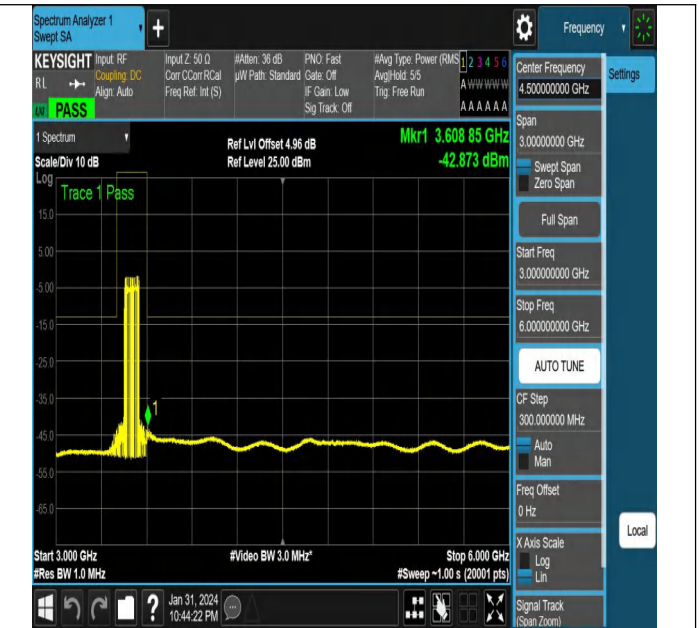 Spectrum Analyzer 1
Swept SA
Frequency
KEYSIGHT
RL
Input: RF
Coupling: DC
Align: Auto
Input Z: 50 Ω
Corr CCorr RCal
Freq Ref: Int (S)
#Atten: 36 dB
µW Path: Standard
PNO: Fast
Gate: Off
IF Gain: Low
Sig Track: Off
#Avg Type: Power (RMS
Avg|Hold: 5/5
Trig: Free Run
1 2 3 4 5 6
A W W W W W
A A A A A A
PASS
1 Spectrum
Scale/Div 10 dB
Ref Lvl Offset 4.96 dB
Ref Level 25.00 dBm
Mkr1 3.608 85 GHz
-42.873 dBm
Log
Trace 1 Pass
15.0
5.00
-5.00
-15.0
-25.0
-35.0
1
-45.0
-55.0
-65.0
Start 3.000 GHz
#Video BW 3.0 MHz*
Stop 6.000 GHz
#Res BW 1.0 MHz
#Sweep ~1.00 s (20001 pts)
Jan 31, 2024
10:44:22 PM
Center Frequency
4.500000000 GHz
Settings
Span
3.00000000 GHz
Swept Span
Zero Span
Full Span
Start Freq
3.000000000 GHz
Stop Freq
6.000000000 GHz
AUTO TUNE
CF Step
300.000000 MHz
Auto
Man
Freq Offset
0 Hz
X Axis Scale
Log
Lin
Local
Signal Track
(Span Zoom)